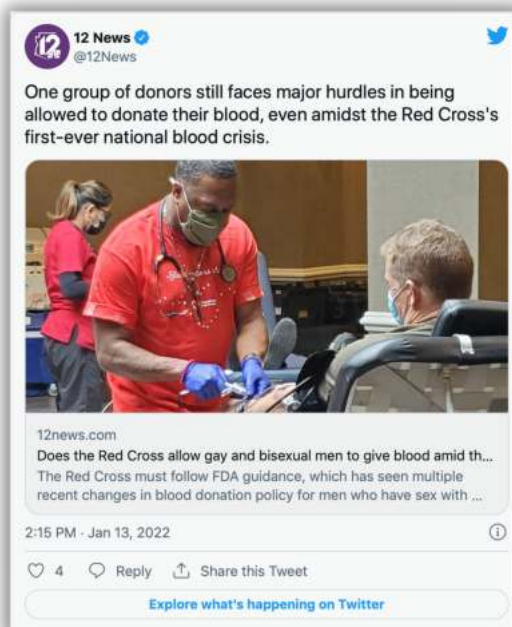 12 News
@12News
One group of donors still faces major hurdles in being
allowed to donate their blood, even amidst the Red Cross's
first-ever national blood crisis.
12news.com
Does the Red Cross allow gay and bisexual men to give blood amid th...
The Red Cross must follow FDA guidance, which has seen multiple
recent changes in blood donation policy for men who have sex with ...
2:15 PM · Jan 13, 2022
4 Reply Share this Tweet
Explore what's happening on Twitter